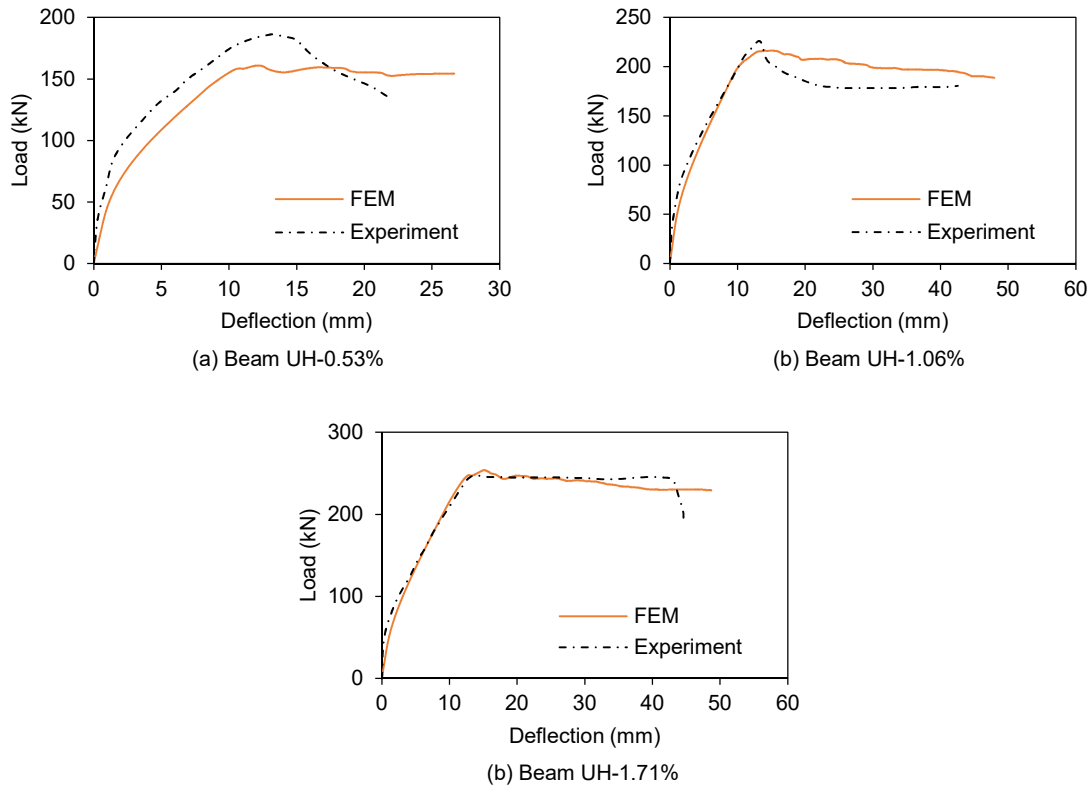 200
150
100
50
0
Load (kN)
FEM
Experiment
0 5 10 15 20 25 30
Deflection (mm)
(a) Beam UH-0.53%
250
200
150
100
50
0
Load (kN)
FEM
Experiment
0 10 20 30 40 50 60
Deflection (mm)
(b) Beam UH-1.06%
300
200
100
0
Load (kN)
FEM
Experiment
0 10 20 30 40 50 60
Deflection (mm)
(b) Beam UH-1.71%